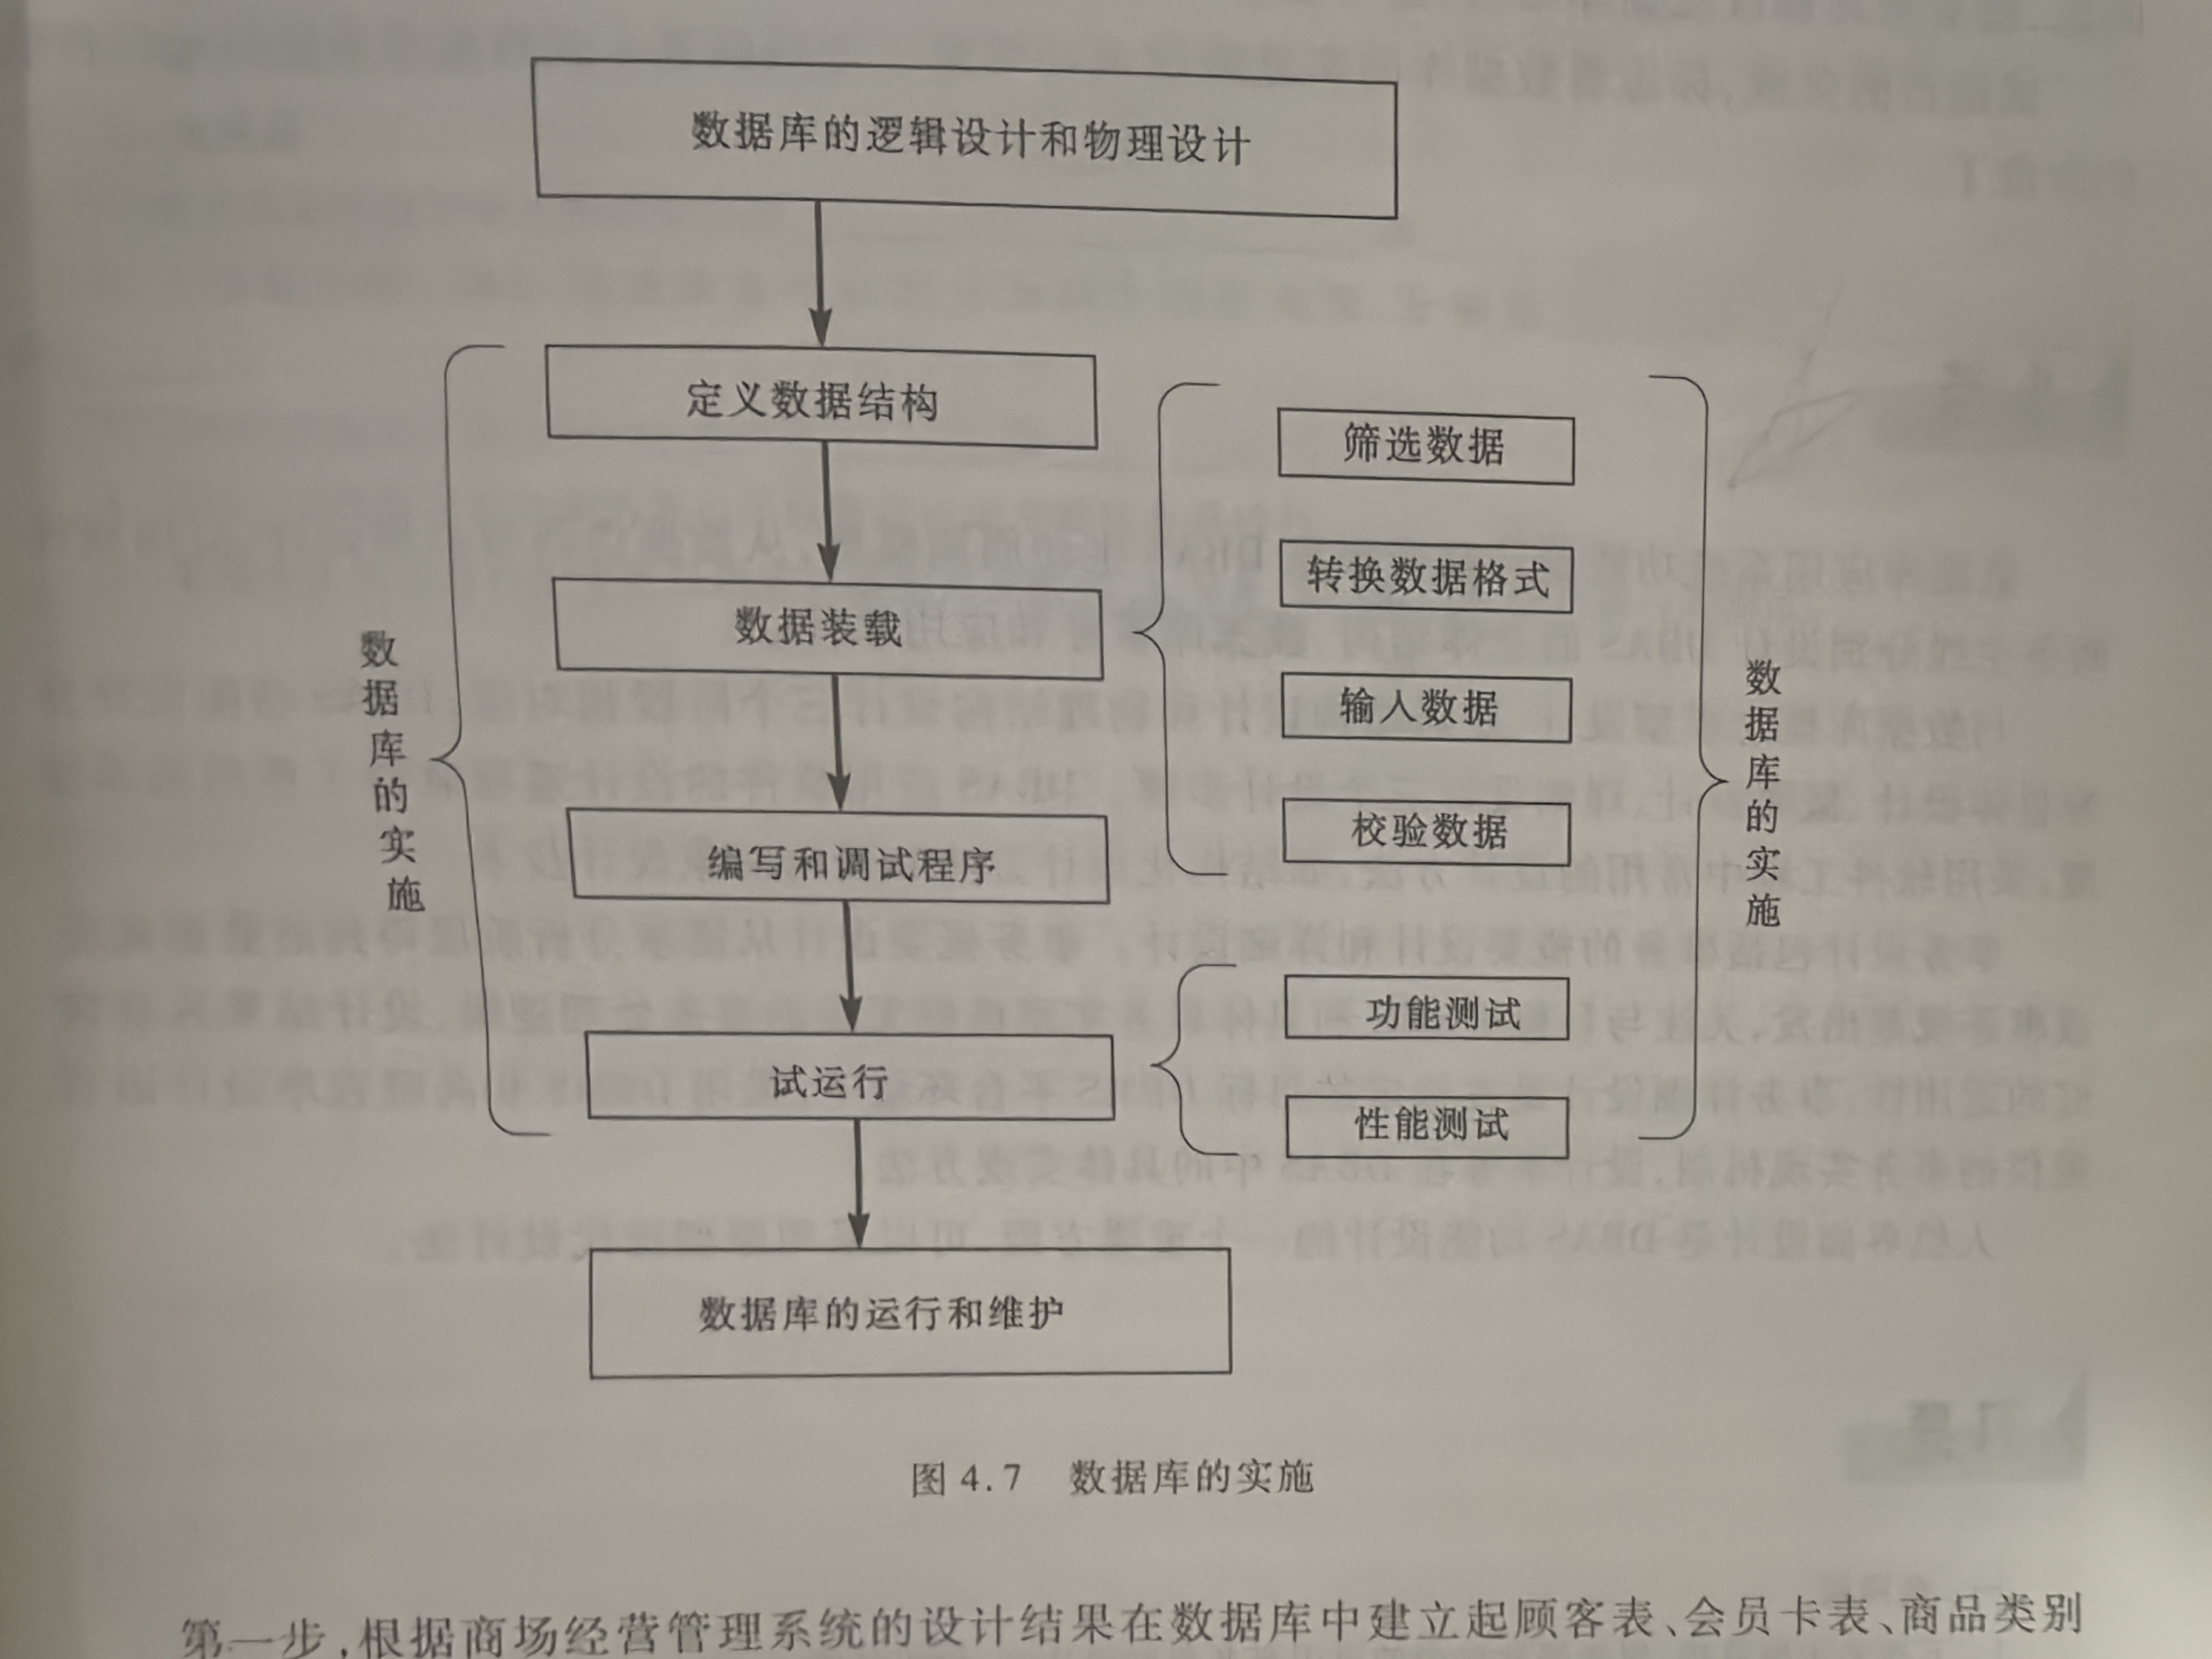 数据库的逻辑设计和物理设计
定义数据结构
数据装载
编写和调试程序
试运行
数据库的运行和维护
数据库的实施
筛选数据
转换数据格式
输入数据
校验数据
功能测试
性能测试
数据库的实施
图 4.7 数据库的实施
第一步,根据商场经营管理系统的设计结果在数据库中建立起顾客表、会员卡表、商品类别